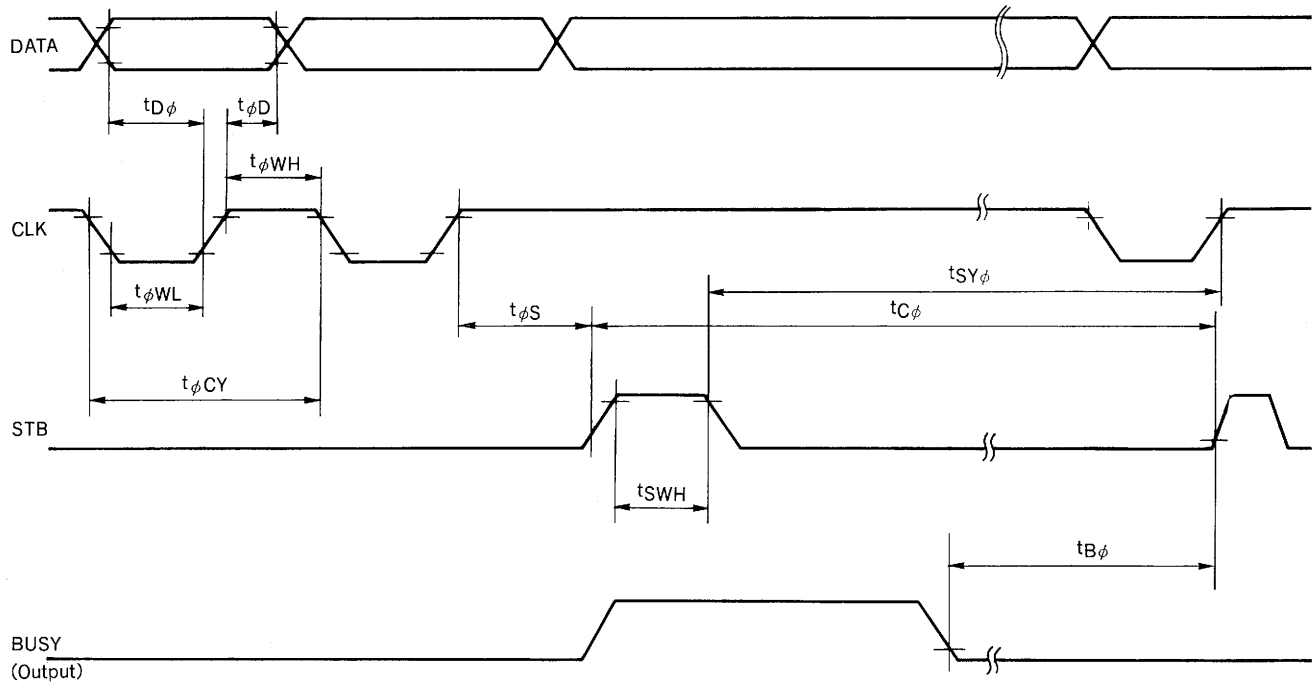 DATA
tDφ
tφD
tφWH
CLK
tφWL
tSYφ
tφS
tCφ
tφCY
STB
tSWH
tBφ
BUSY
(Output)